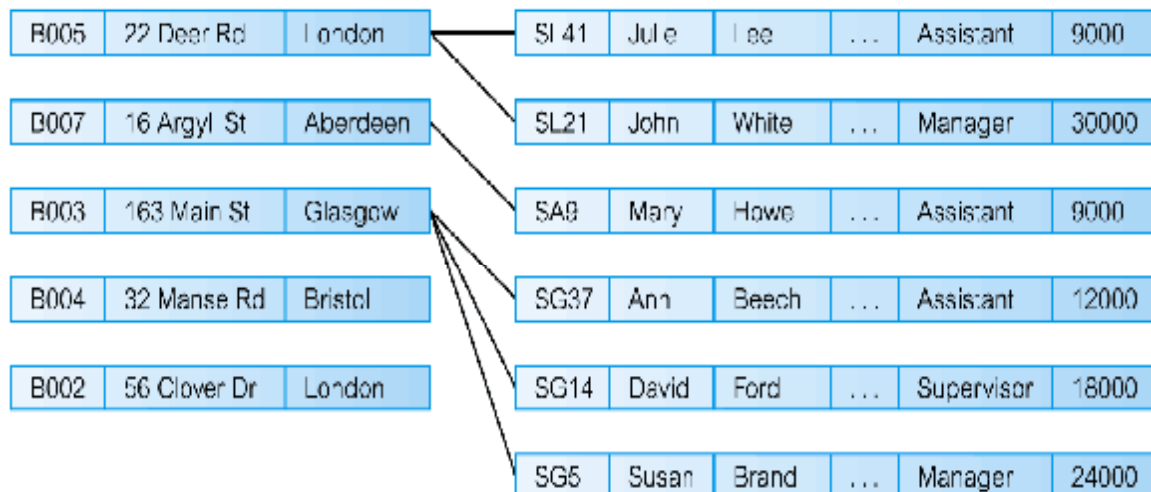 B005 22 Deer Rd London SL41 Julie Lee ... Assistant 9000
B007 16 Argyll St Aberdeen SL21 John White ... Manager 30000
B003 163 Main St Glasgow SA9 Mary Howe ... Assistant 9000
B004 32 Manse Rd Bristol SG37 Ann Beech ... Assistant 12000
B002 56 Clover Dr London SG14 David Ford ... Supervisor 18000
SG5 Susan Brand ... Manager 24000